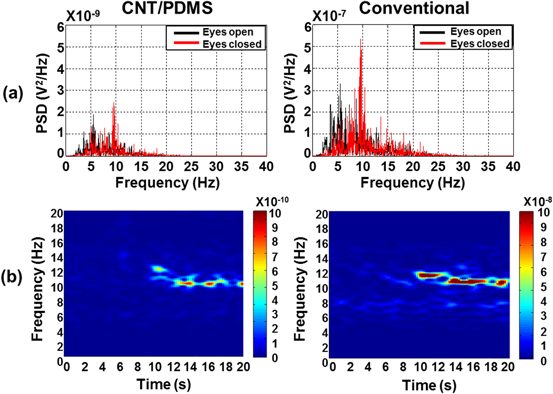 CNT/PDMS
Conventional
(a)
X10-9
Eyes open
Eyes closed
PSD (V2/Hz)
6
5
4
3
2
1
0
0 5 10 15 20 25 30 35 40
Frequency (Hz)
X10-7
Eyes open
Eyes closed
PSD (V2/Hz)
6
5
4
3
2
1
0
0 5 10 15 20 25 30 35 40
Frequency (Hz)
(b)
Frequency (Hz)
20
18
16
14
12
10
8
6
4
2
0
0 2 4 6 8 10 12 14 16 18 20
Time (s)
X10-10
10
9
8
7
6
5
4
3
2
1
0
Frequency (Hz)
20
18
16
14
12
10
8
6
4
2
0
0 2 4 6 8 10 12 14 16 18 20
Time (s)
X10-8
10
9
8
7
6
5
4
3
2
1
0